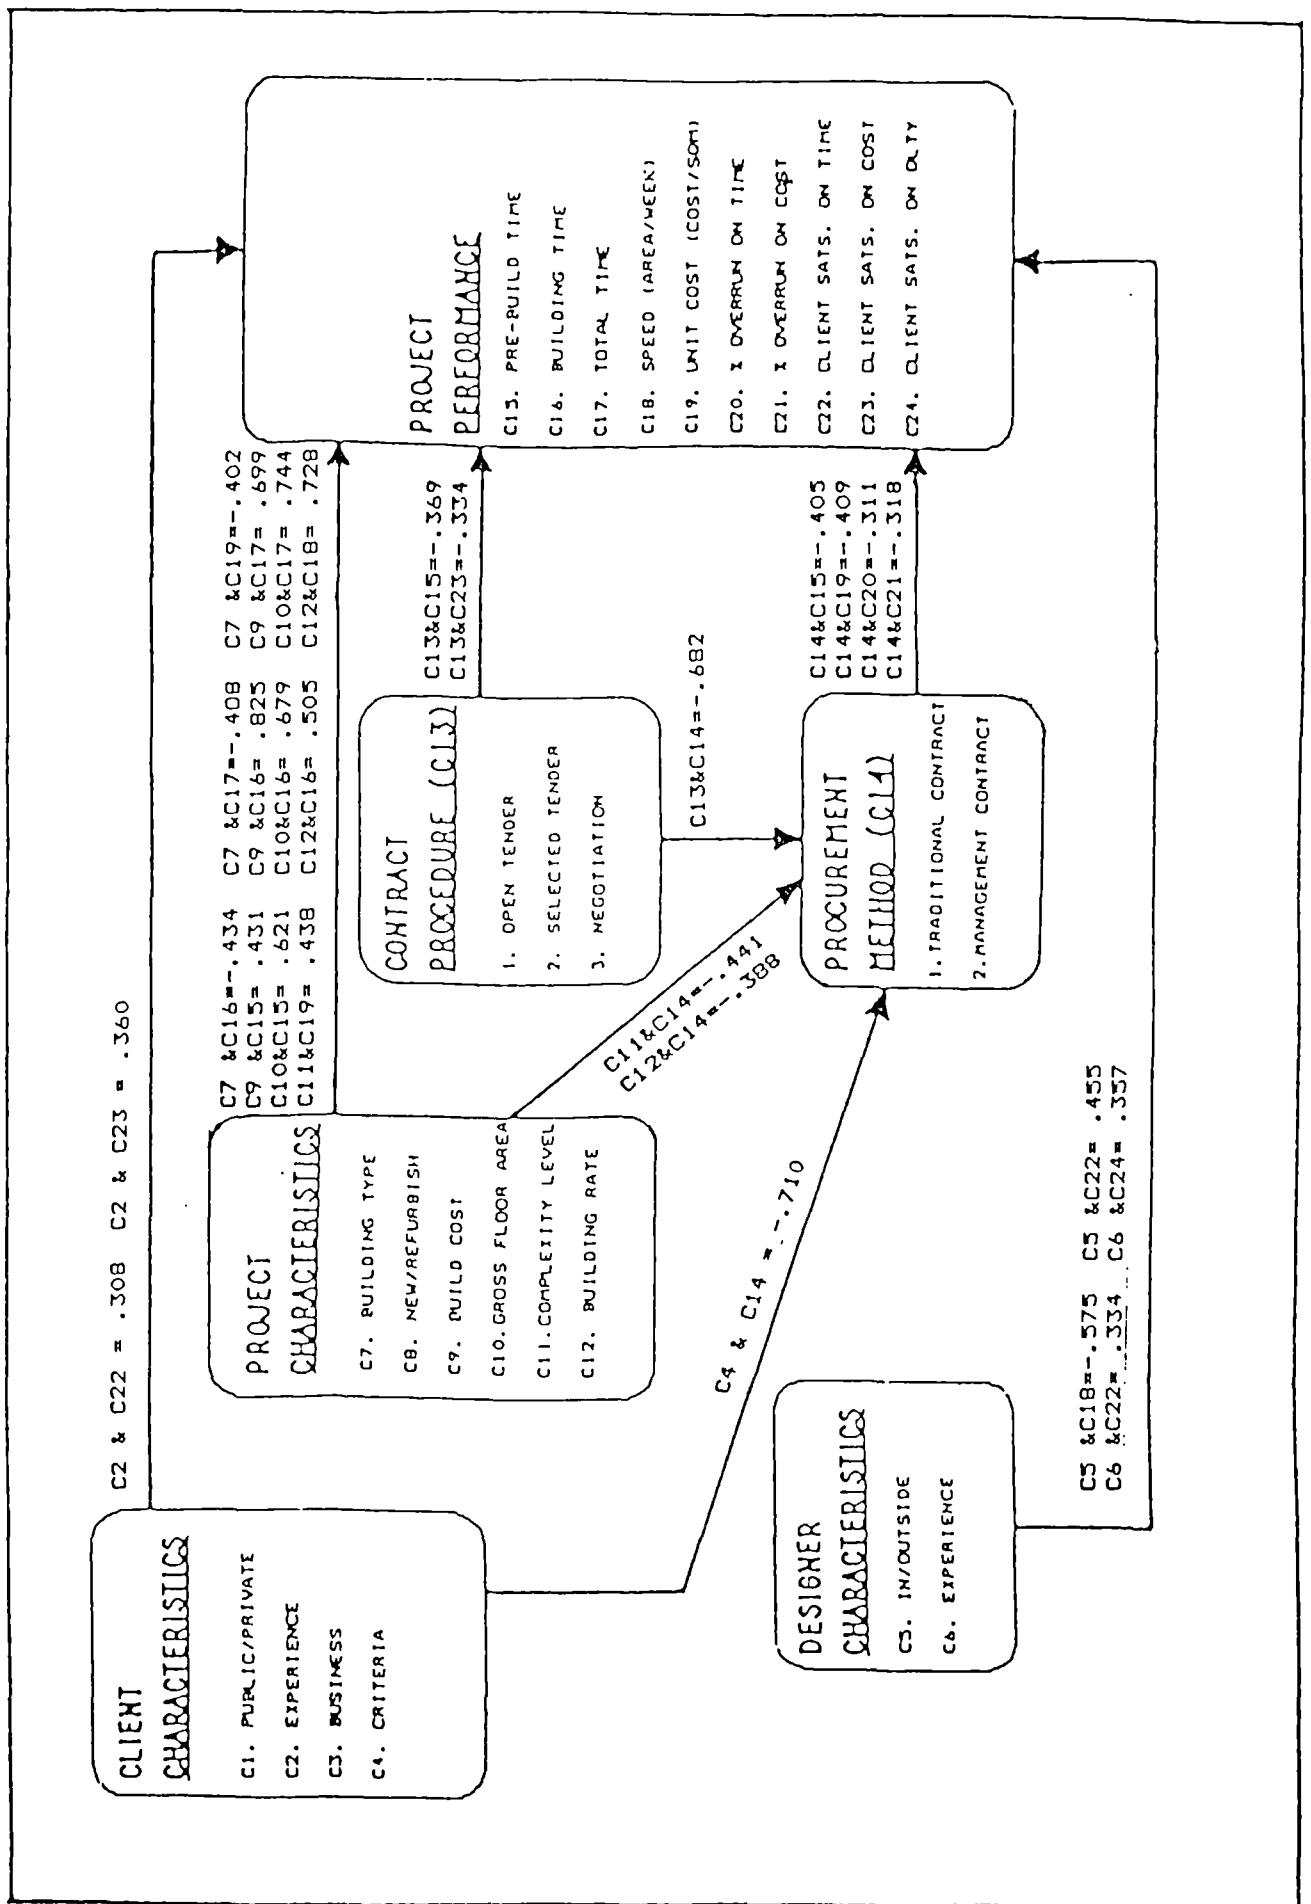 CLIENT
CHARACTERISTICS
C1. PUBLIC/PRIVATE
C2. EXPERIENCE
C3. BUSINESS
C4. CRITERIA
C2 & C22 = .308 C2 & C23 = .360
PROJECT
CHARACTERISTICS
C7. BUILDING TYPE
C8. NEW/REFURBISH
C9. BUILD COST
C10. GROSS FLOOR AREA
C11. COMPLEXITY LEVEL
C12. BUILDING RATE
C7 &C16=-.434 C7 &C17=-.408 C7 &C19=-.402
C9 &C15= .431 C9 &C16= .825 C9 &C17= .699
C10&C15= .621 C10&C16= .679 C10&C17= .744
C11&C19= .438 C12&C16= .505 C12&C18= .728
CONTRACT
PROCEDURE (C13)
1. OPEN TENDER
2. SELECTED TENDER
3. NEGOTIATION
C13&C15=-.369
C13&C23=-.334
C13&C14=-.682
C11&C14=-.441
C12&C14=-.388
C4 & C14 = -.710
DESIGNER
CHARACTERISTICS
C5. IN/OUTSIDE
C6. EXPERIENCE
C5 &C18=-.575 C5 &C22= .455
C6 &C22= .334 C6 &C24= .357
PROCUREMENT
METHOD (C14)
1. TRADITIONAL CONTRACT
2. MANAGEMENT CONTRACT
C14&C15=-.405
C14&C19=-.409
C14&C20=-.311
C14&C21=-.318
PROJECT
PERFORMANCE
C15. PRE-BUILD TIME
C16. BUILDING TIME
C17. TOTAL TIME
C18. SPEED (AREA/WEEK)
C19. UNIT COST (COST/SQM)
C20. % OVERRUN ON TIME
C21. % OVERRUN ON COST
C22. CLIENT SATS. ON TIME
C23. CLIENT SATS. ON COST
C24. CLIENT SATS. ON QLTY